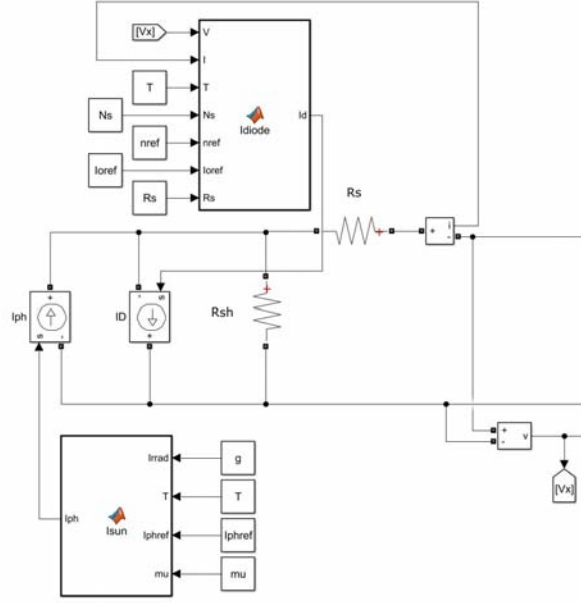 [Vx]
V
I
T
T
Ns
Ns
Id
Idiode
nref
nref
Ioref
Ioref
Rs
Rs
Rs
+
i
-
+
-
S
+
Iph
ID
Rsh
S
-
+
+
-
v
[Vx]
Irrad
g
T
T
Iph
Isun
Iphref
Iphref
mu
mu